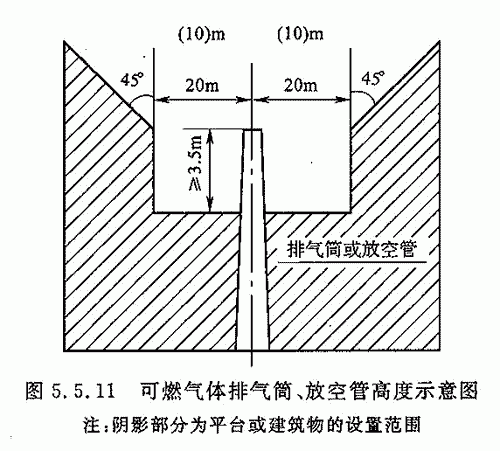 (10)m (10)m
45° 20m 20m 45°
≥3.5m
排气筒或放空管
图 5.5.11 可燃气体排气筒、放空管高度示意图
注:阴影部分为平台或建筑物的设置范围